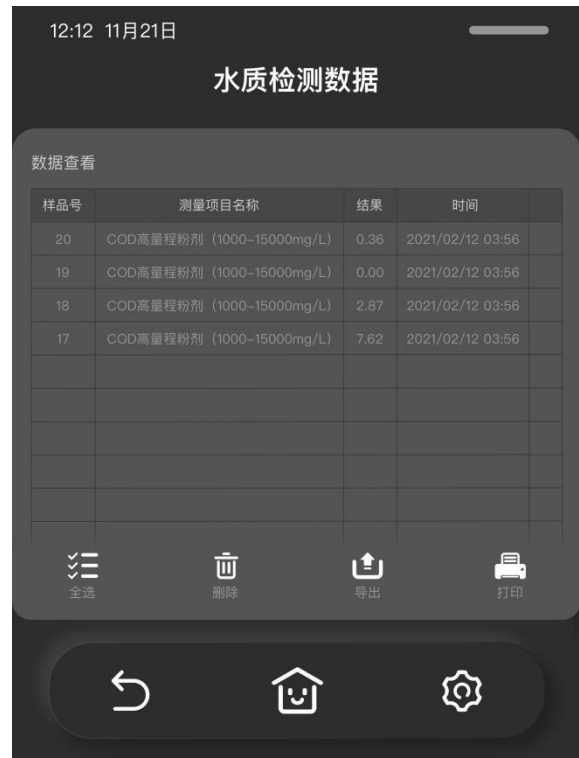 12:12 11月21日
水质检测数据
数据查看
样品号 测量项目名称 结果 时间
20 COD高量程粉剂（1000–15000mg/L） 0.36 2021/02/12 03:56
19 COD高量程粉剂（1000–15000mg/L） 0.00 2021/02/12 03:56
18 COD高量程粉剂（1000–15000mg/L） 2.87 2021/02/12 03:56
17 COD高量程粉剂（1000–15000mg/L） 7.62 2021/02/12 03:56
全选 删除 导出 打印